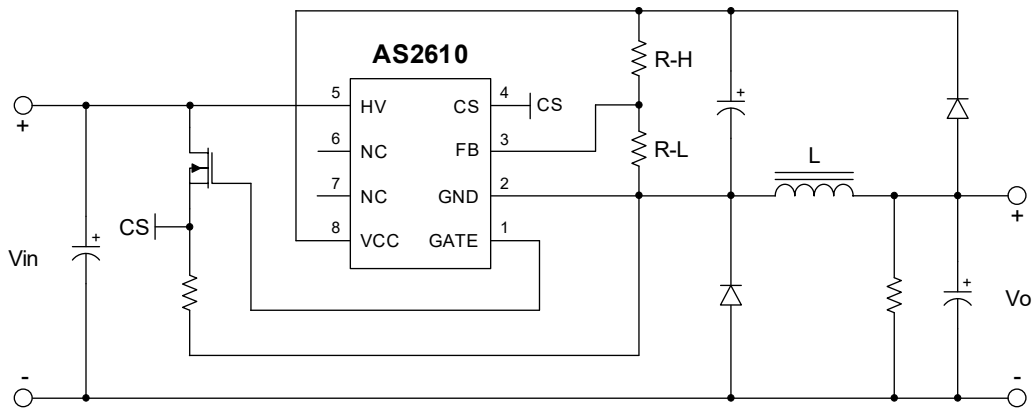 AS2610
R-H
5
4
HV
CS
CS
+
6
3
NC
FB
R-L
7
2
L
NC
GND
+
8
1
CS
VCC
GATE
Vin
Vo
-
-